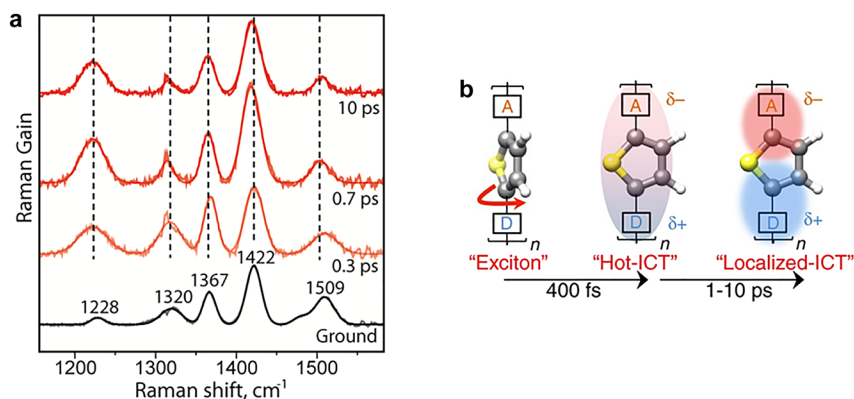 a
Raman Gain
10 ps
0.7 ps
0.3 ps
1228
1320
1367
1422
1509
Ground
1200 1300 1400 1500
Raman shift, cm-1
b
A δ− A δ− A
D D δ+ D δ+
n n n
"Exciton" "Hot-ICT" "Localized-ICT"
400 fs 1-10 ps